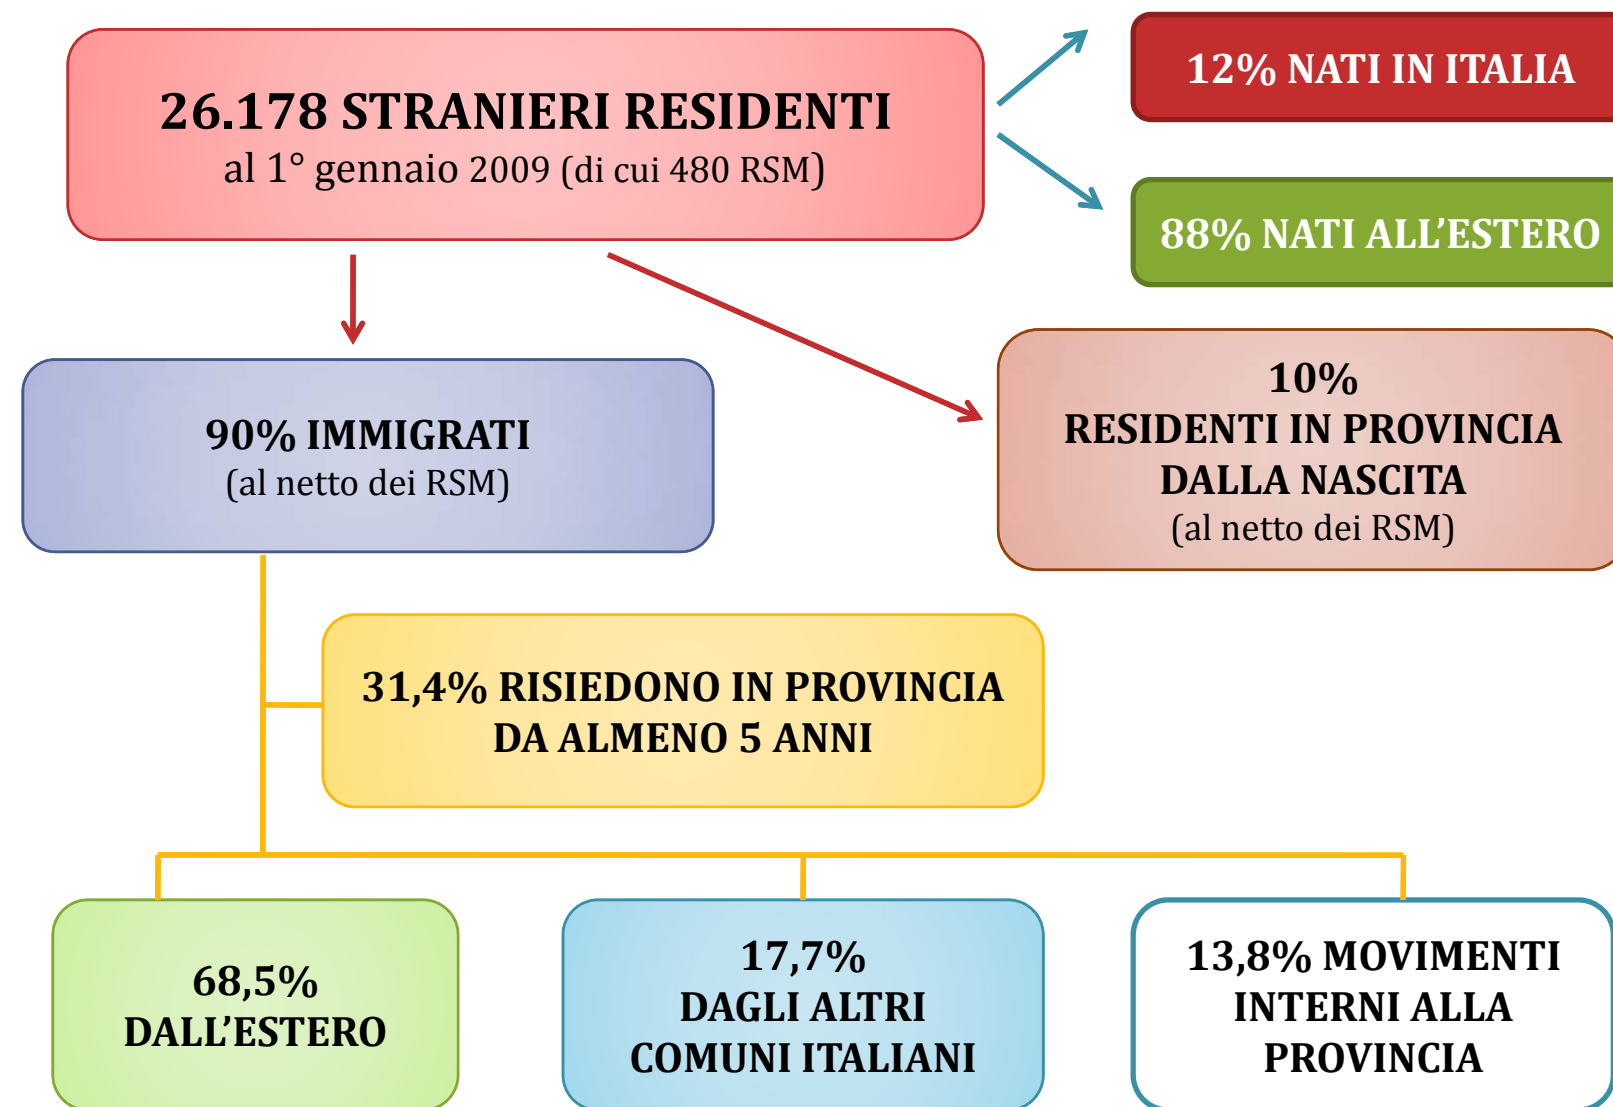 26.178 STRANIERI RESIDENTI
al 1° gennaio 2009 (di cui 480 RSM)
12% NATI IN ITALIA
88% NATI ALL’ESTERO
90% IMMIGRATI
(al netto dei RSM)
10%
RESIDENTI IN PROVINCIA
DALLA NASCITA
(al netto dei RSM)
31,4% RISIEDONO IN PROVINCIA
DA ALMENO 5 ANNI
68,5%
DALL’ESTERO
17,7%
DAGLI ALTRI
COMUNI ITALIANI
13,8% MOVIMENTI
INTERNI ALLA
PROVINCIA